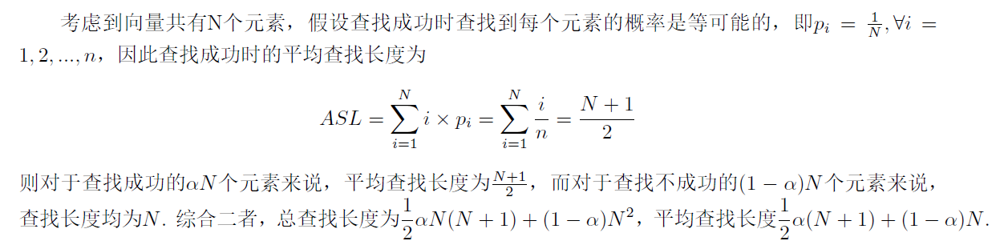 考虑到向量共有N个元素，假设查找成功时查找到每个元素的概率是等可能的，即$p_i = \frac{1}{N}, \forall i =$
$1, 2, ..., n$，因此查找成功时的平均查找长度为
$ASL = \sum_{i=1}^{N} i \times p_i = \sum_{i=1}^{N} \frac{i}{n} = \frac{N+1}{2}$
则对于查找成功的$\alpha N$个元素来说，平均查找长度为$\frac{N+1}{2}$，而对于查找不成功的$(1-\alpha)N$个元素来说，
查找长度均为$N$. 综合二者，总查找长度为$\frac{1}{2}\alpha N(N+1)+(1-\alpha)N^2$，平均查找长度$\frac{1}{2}\alpha(N+1)+(1-\alpha)N$.